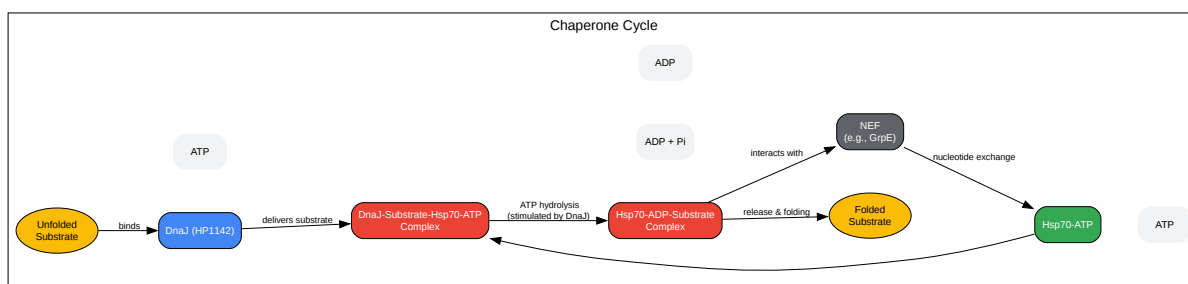 Chaperone Cycle
ADP
ATP
ADP + Pi
NEF
(e.g., GrpE)
interacts with
nucleotide exchange
Unfolded
Substrate
binds
DnaJ (HP1142)
delivers substrate
DnaJ-Substrate-Hsp70-ATP
Complex
ATP hydrolysis
(stimulated by DnaJ)
Hsp70-ADP-Substrate
Complex
release & folding
Folded
Substrate
Hsp70-ATP
ATP